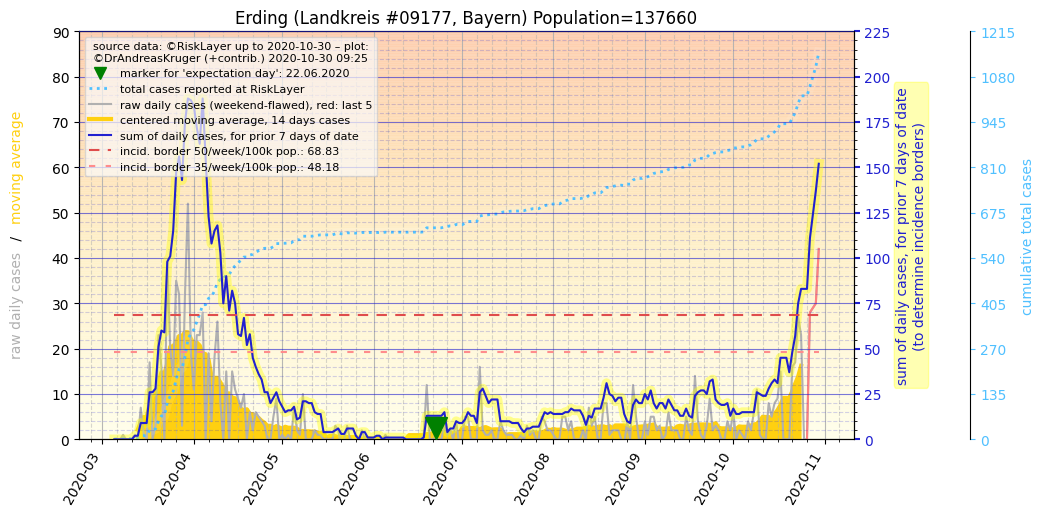 Erding (Landkreis #09177, Bayern) Population=137660
source data: ©RiskLayer up to 2020-10-30 – plot:
©DrAndreasKruger (+contrib.) 2020-10-30 09:25
marker for 'expectation day': 22.06.2020
total cases reported at RiskLayer
raw daily cases (weekend-flawed), red: last 5
centered moving average, 14 days cases
sum of daily cases, for prior 7 days of date
incid. border 50/week/100k pop.: 68.83
incid. border 35/week/100k pop.: 48.18
raw daily cases / moving average
90
80
70
60
50
40
30
20
10
0
225
200
175
150
125
100
75
50
25
0
sum of daily cases, for prior 7 days of date
(to determine incidence borders)
1215
1080
945
810
675
540
405
270
135
0
cumulative total cases
2020-03
2020-04
2020-05
2020-06
2020-07
2020-08
2020-09
2020-10
2020-11